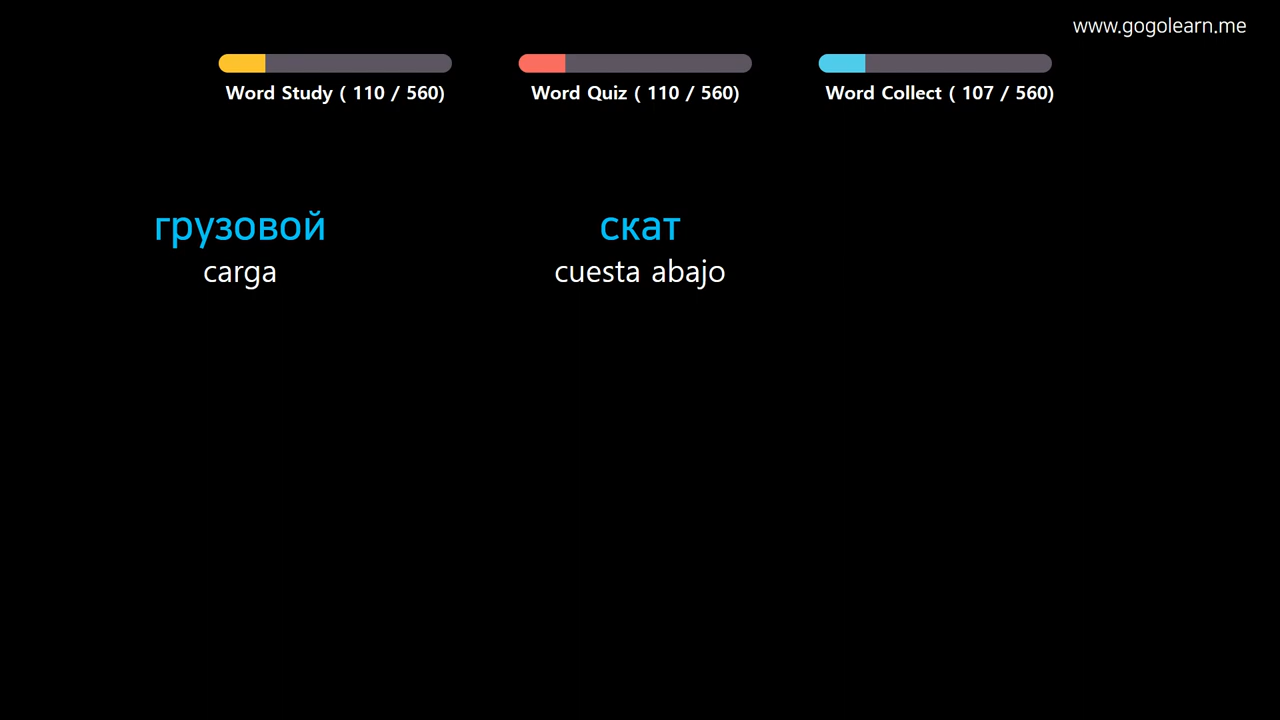 www.gogolearn.me
Word Study ( 110 / 560)
Word Quiz ( 110 / 560)
Word Collect ( 107 / 560)
грузовой
carga
скат
cuesta abajo